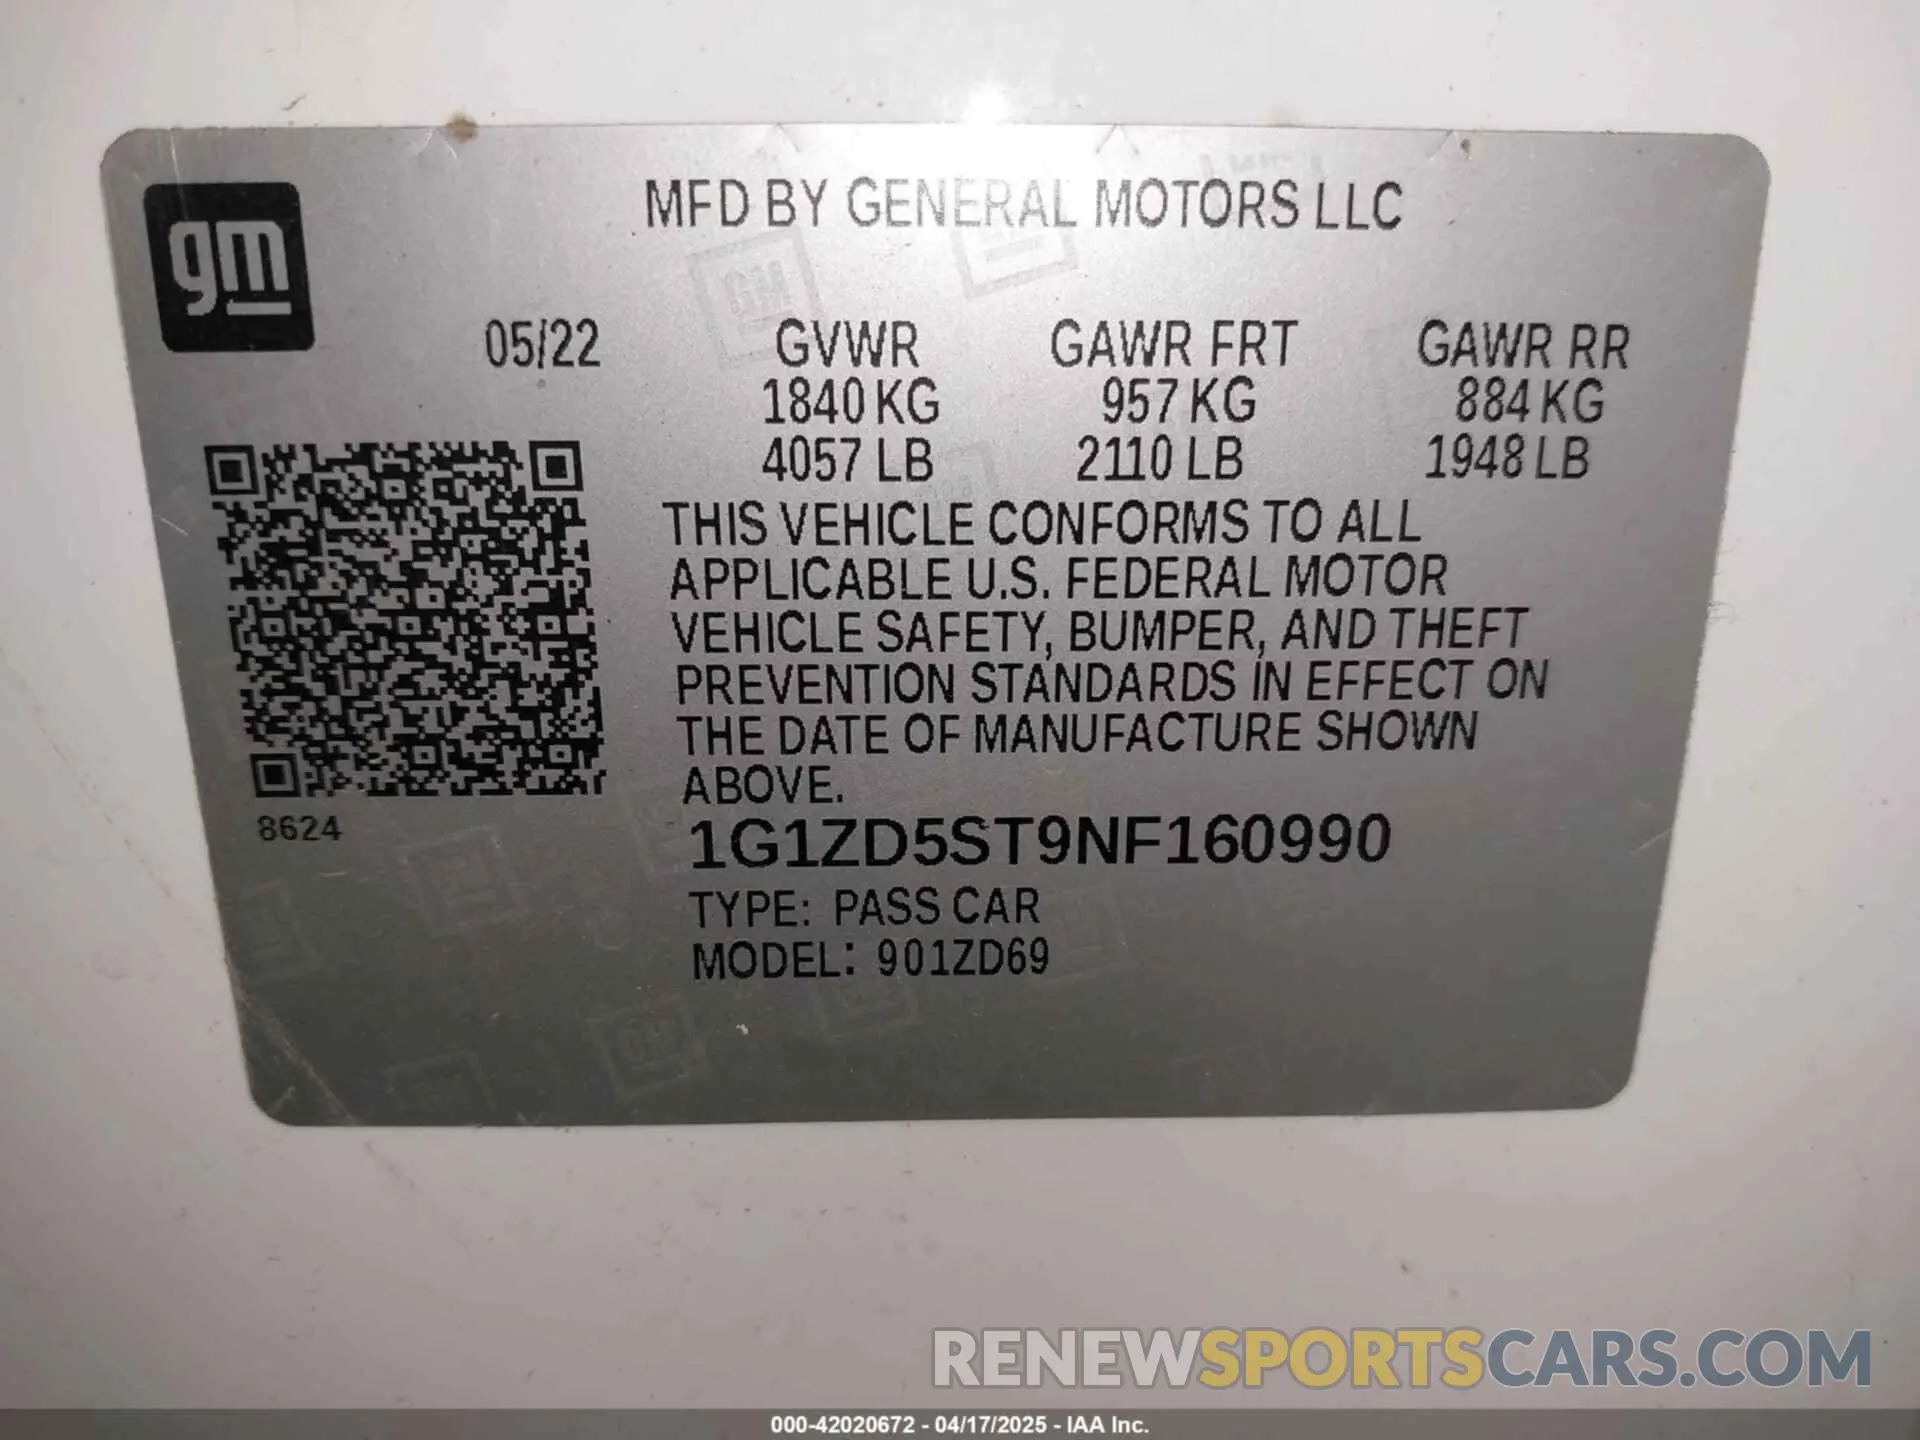 MFD BY GENERAL MOTORS LLC
gm
05/22 GVWR GAWR FRT GAWR RR
1840 KG 957 KG 884 KG
4057 LB 2110 LB 1948 LB
THIS VEHICLE CONFORMS TO ALL
APPLICABLE U.S. FEDERAL MOTOR
VEHICLE SAFETY, BUMPER, AND THEFT
PREVENTION STANDARDS IN EFFECT ON
THE DATE OF MANUFACTURE SHOWN
ABOVE.
8624
1G1ZD5ST9NF160990
TYPE: PASS CAR
MODEL: 901ZD69
RENEWSPORTSCARS.COM
000-42020672 - 04/17/2025 - IAA Inc.